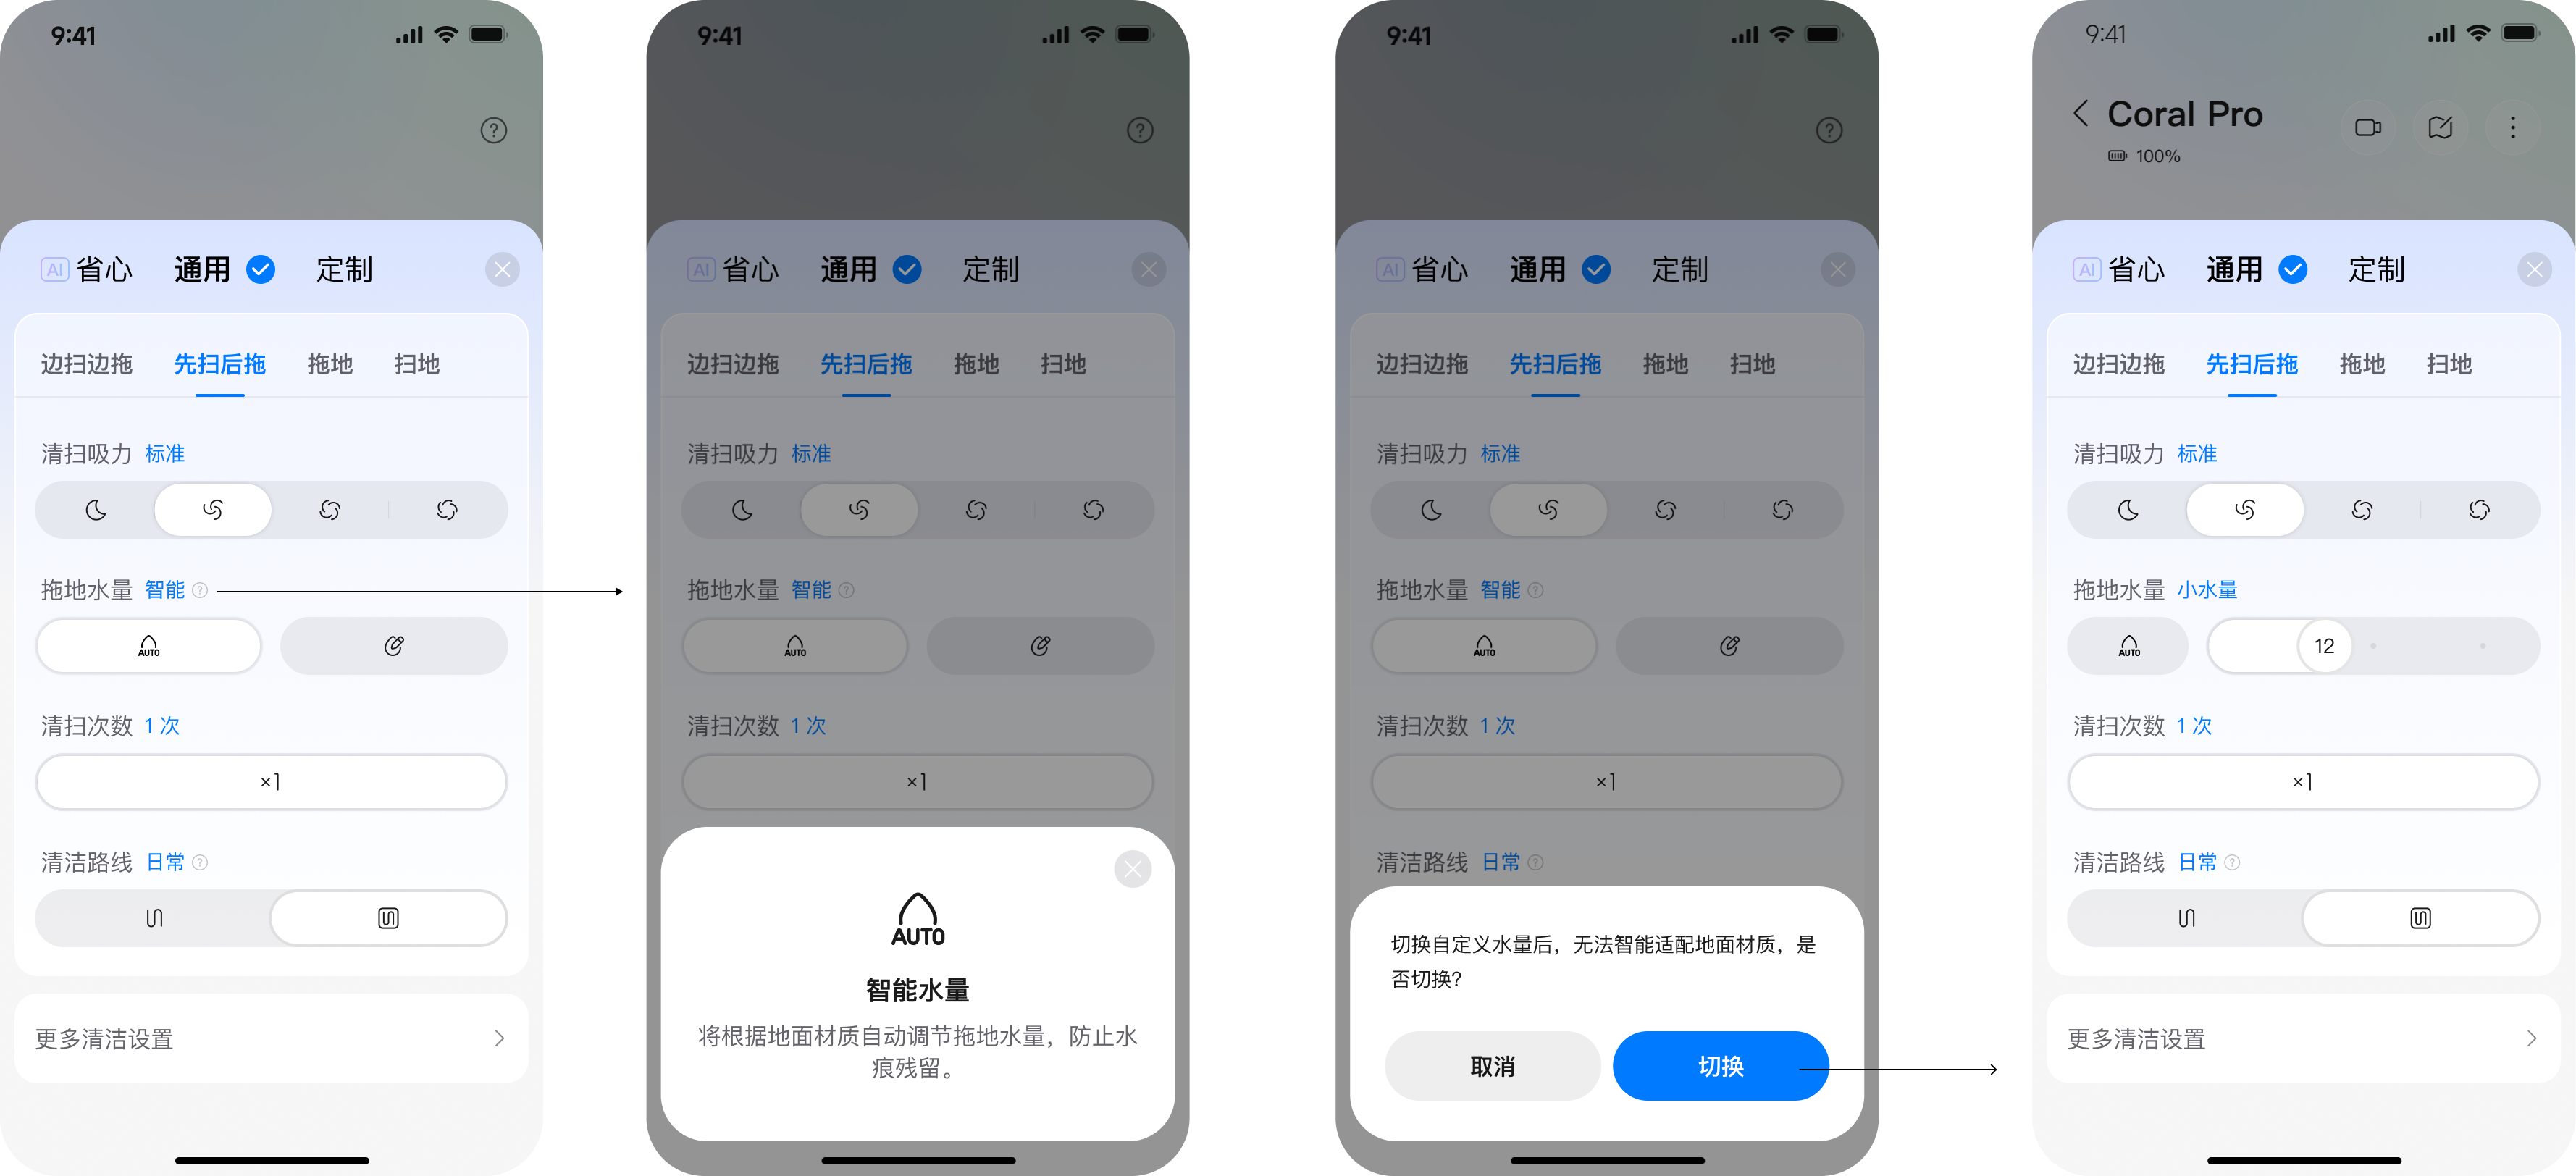 9:41
AI 省心 通用 定制
边扫边拖 先扫后拖 拖地 扫地
清扫吸力 标准
拖地水量 智能 ?
AUTO
清扫次数 1 次
×1
清洁路线 日常 ?
更多清洁设置
9:41
?
AI 省心 通用 定制
边扫边拖 先扫后拖 拖地 扫地
清扫吸力 标准
拖地水量 智能 ?
AUTO
清扫次数 1 次
×1
AUTO
智能水量
将根据地面材质自动调节拖地水量，防止水
痕残留。
9:41
?
AI 省心 通用 定制
边扫边拖 先扫后拖 拖地 扫地
清扫吸力 标准
拖地水量 智能 ?
AUTO
清扫次数 1 次
×1
清洁路线 日常 ?
切换自定义水量后，无法智能适配地面材质，是
否切换?
取消 切换
9:41
Coral Pro
100%
AI 省心 通用 定制
边扫边拖 先扫后拖 拖地 扫地
清扫吸力 标准
拖地水量 小水量
AUTO 12
清扫次数 1 次
×1
清洁路线 日常 ?
更多清洁设置